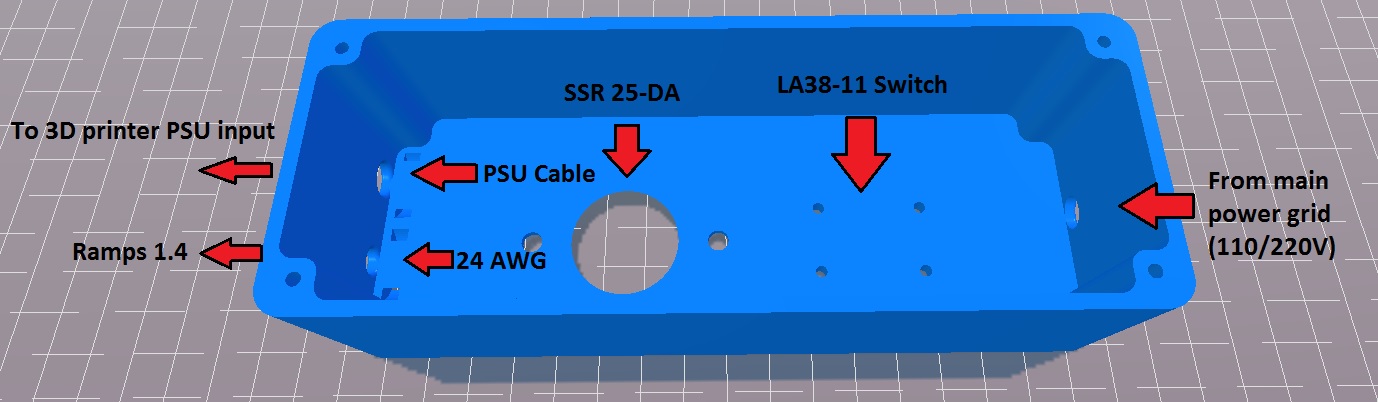 SSR 25-DA
LA38-11 Switch
To 3D printer PSU input
PSU Cable
From main
power grid
(110/220V)
Ramps 1.4
24 AWG